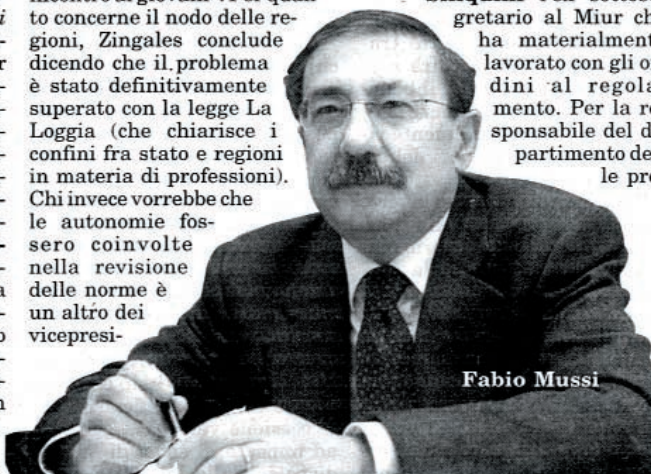 to concerne il nodo delle re-
gioni, Zingales conclude
dicendo che il problema
è stato definitivamente
superato con la legge La
Loggia (che chiarisce i
confini fra stato e regioni
in materia di professioni).
Chi invece vorrebbe che
le autonomie fos-
sero coinvolte
nella revisione
delle norme è
un altro dei
vicepresi-
gretario al Miur ch
ha materialment
lavorato con gli o
dini al regola
mento. Per la re
sponsabile del d
partimento de
le pro
Fabio Mussi